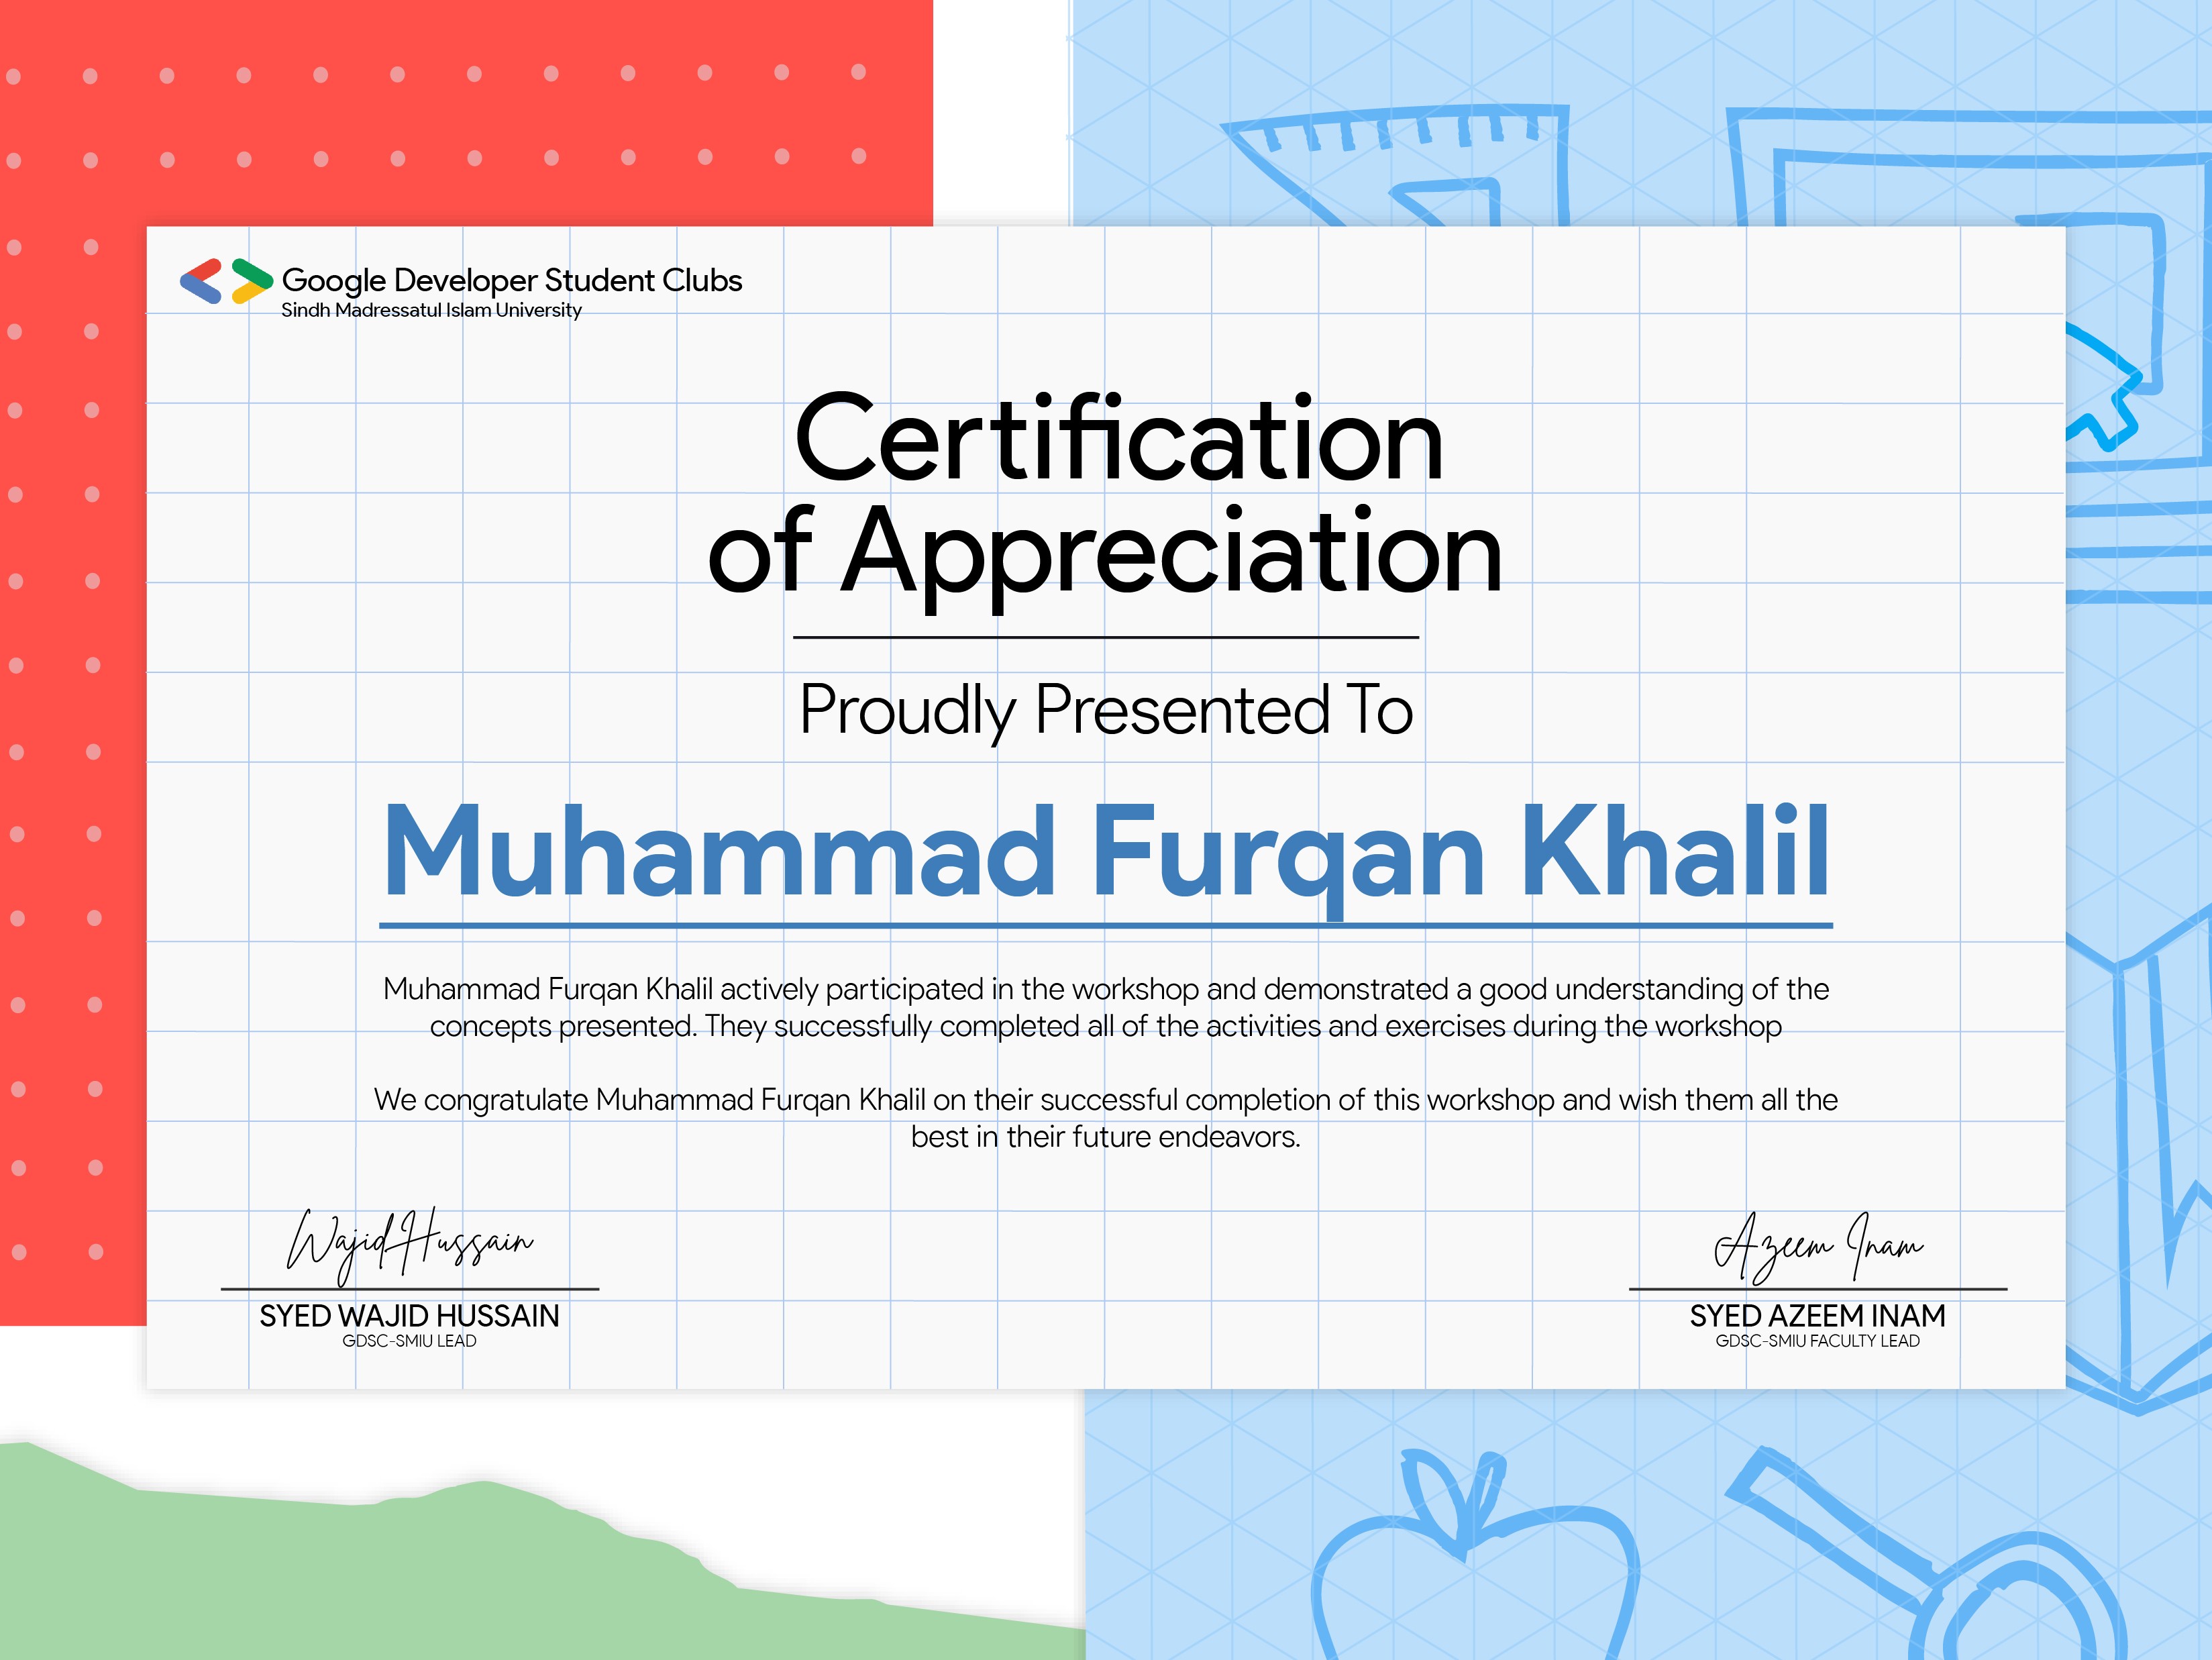 Google Developer Student Clubs
Sindh Madressatul Islam University
Certification
of Appreciation
Proudly Presented To
Muhammad Furqan Khalil
Muhammad Furqan Khalil actively participated in the workshop and demonstrated a good understanding of the
concepts presented. They successfully completed all of the activities and exercises during the workshop
We congratulate Muhammad Furqan Khalil on their successful completion of this workshop and wish them all the
best in their future endeavors.
Wajid Hussain
SYED WAJID HUSSAIN
GDSC-SMIU LEAD
Azeem Inam
SYED AZEEM INAM
GDSC-SMIU FACULTY LEAD